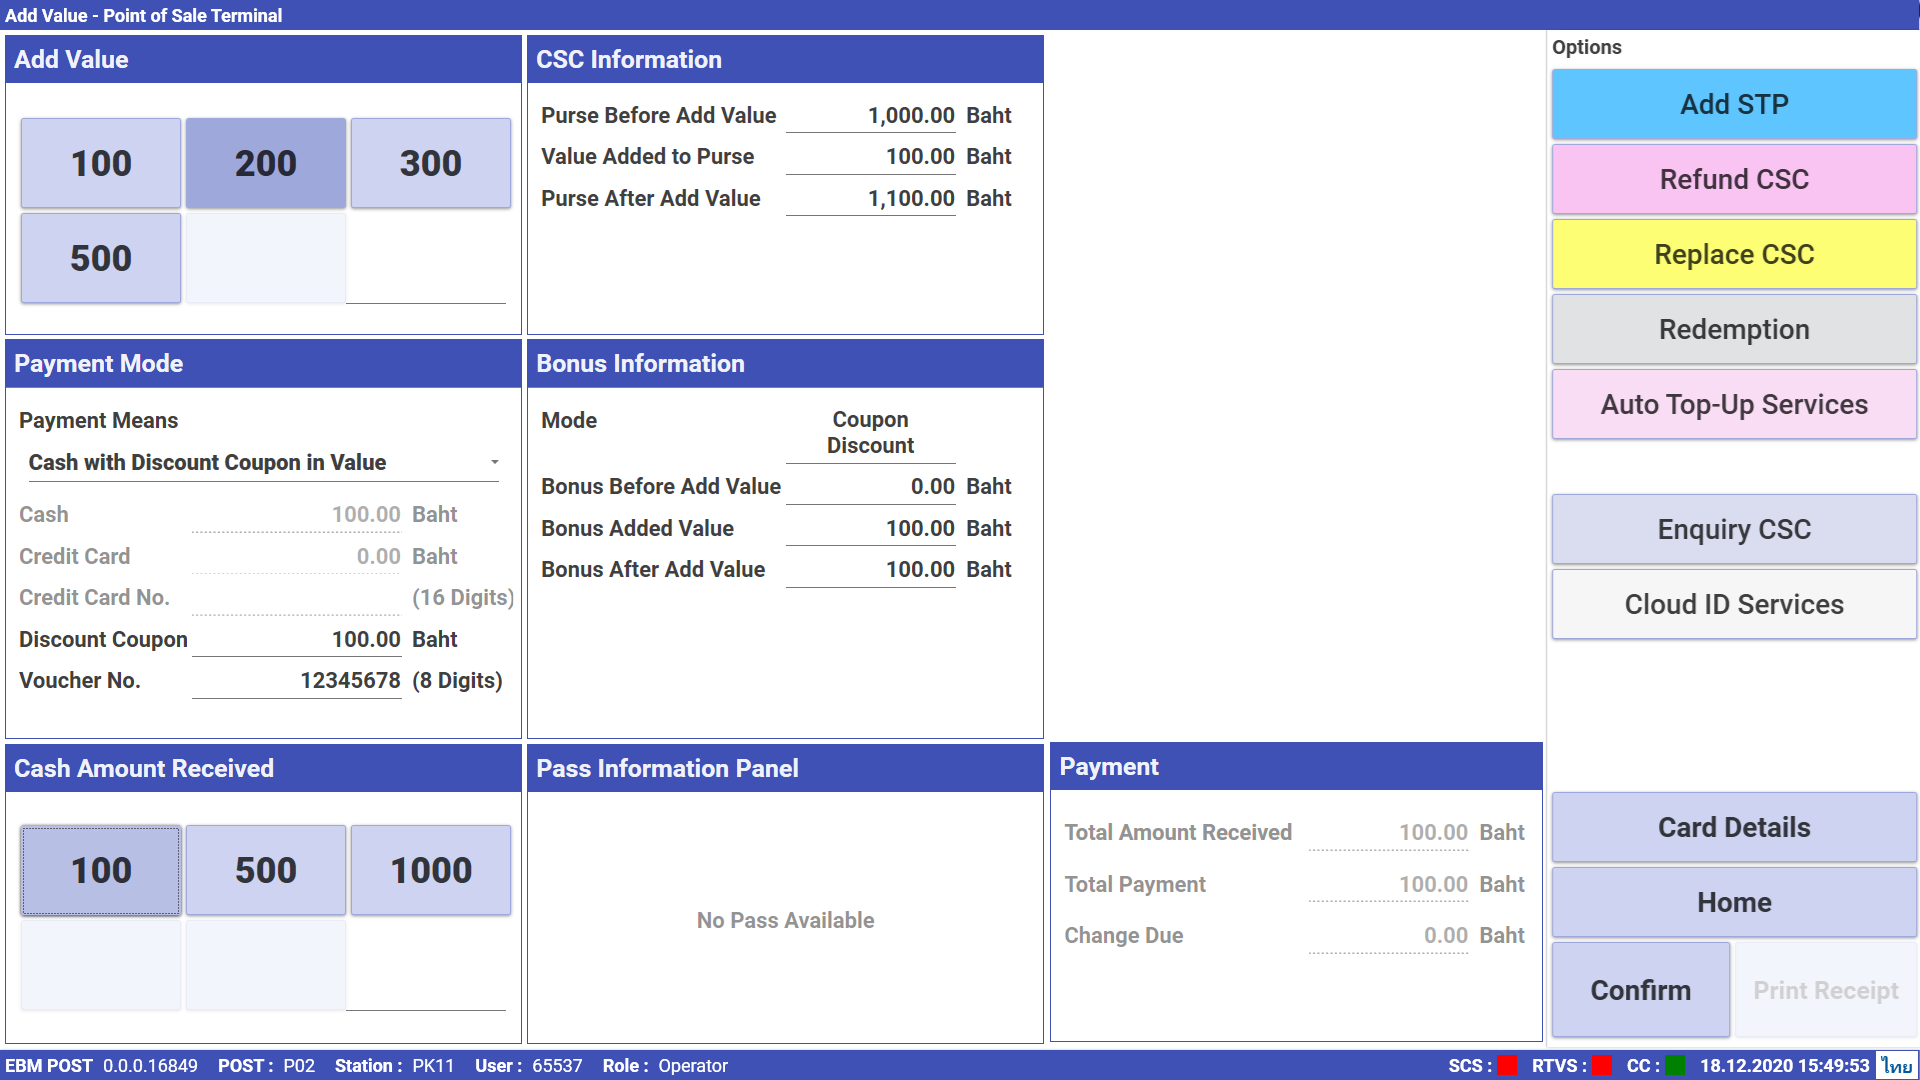 Add Value - Point of Sale Terminal
Add Value
100
200
300
500
CSC Information
Purse Before Add Value 1,000.00 Baht
Value Added to Purse 100.00 Baht
Purse After Add Value 1,100.00 Baht
Payment Mode
Payment Means
Cash with Discount Coupon in Value
Cash 100.00 Baht
Credit Card 0.00 Baht
Credit Card No. (16 Digits)
Discount Coupon 100.00 Baht
Voucher No. 12345678 (8 Digits)
Bonus Information
Mode Coupon
Discount
Bonus Before Add Value 0.00 Baht
Bonus Added Value 100.00 Baht
Bonus After Add Value 100.00 Baht
Cash Amount Received
100
500
1000
Pass Information Panel
No Pass Available
Payment
Total Amount Received 100.00 Baht
Total Payment 100.00 Baht
Change Due 0.00 Baht
Options
Add STP
Refund CSC
Replace CSC
Redemption
Auto Top-Up Services
Enquiry CSC
Cloud ID Services
Card Details
Home
Confirm
Print Receipt
EBM POST 0.0.0.16849 POST : P02 Station : PK11 User : 65537 Role : Operator SCS : RTVS : CC : 18.12.2020 15:49:53 ไทย